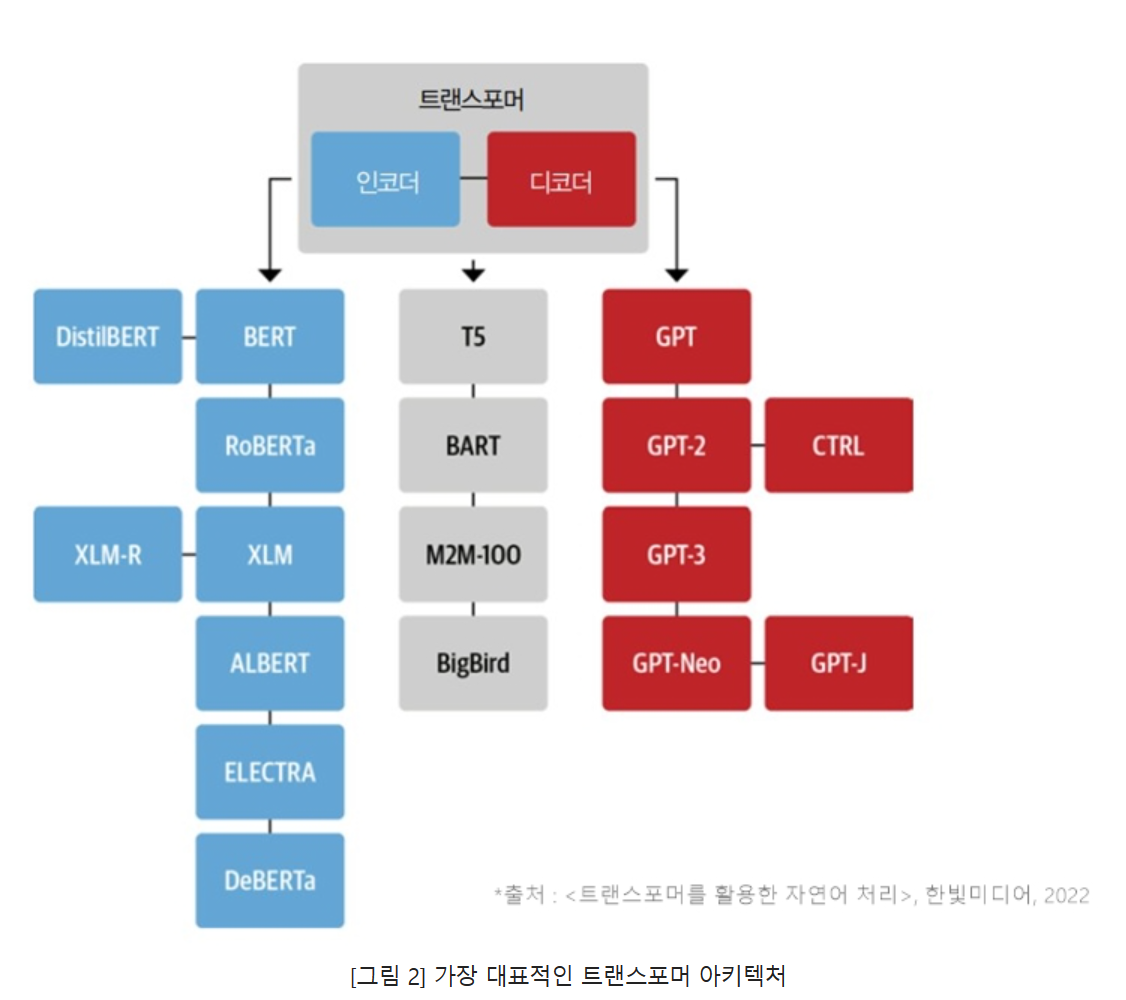 트랜스포머
인코더 디코더
DistilBERT BERT T5 GPT
RoBERTa BART GPT-2 CTRL
XLM-R XLM M2M-100 GPT-3
ALBERT BigBird GPT-Neo GPT-J
ELECTRA
DeBERTa
*출처 : <트랜스포머를 활용한 자연어 처리>, 한빛미디어, 2022
[그림 2] 가장 대표적인 트랜스포머 아키텍처